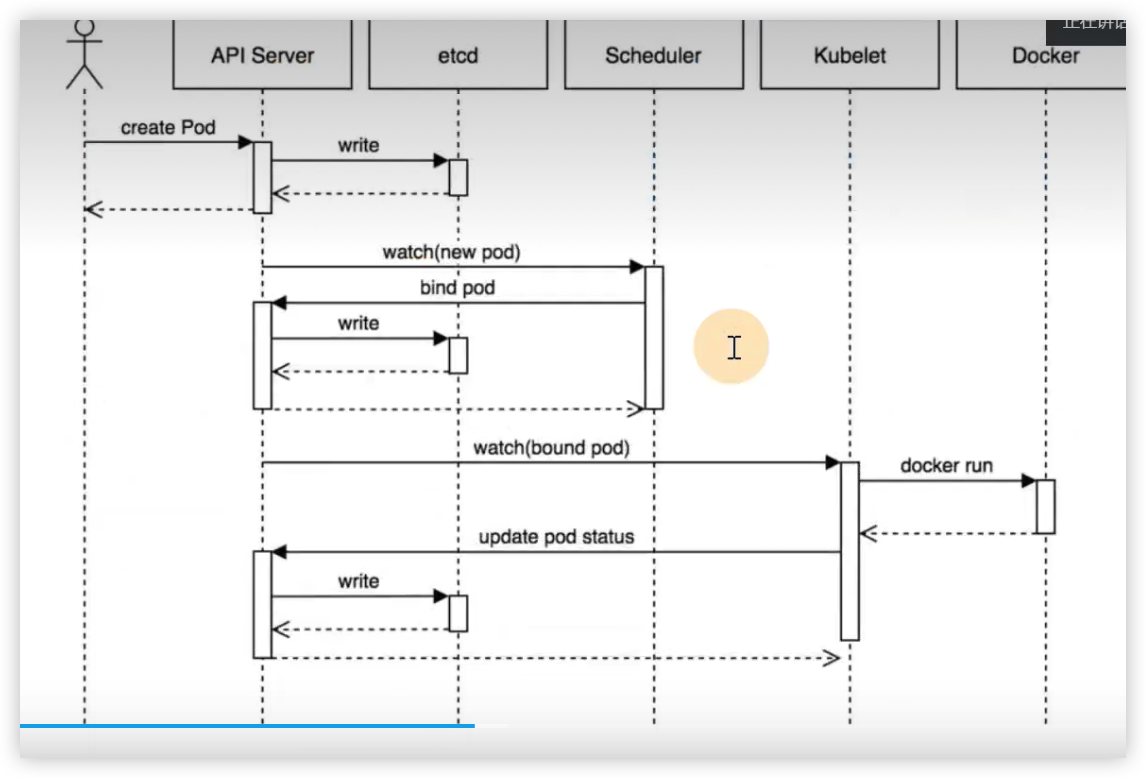 正在讲话
API Server
etcd
Scheduler
Kubelet
Docker
create Pod
write
watch(new pod)
bind pod
write
watch(bound pod)
docker run
update pod status
write